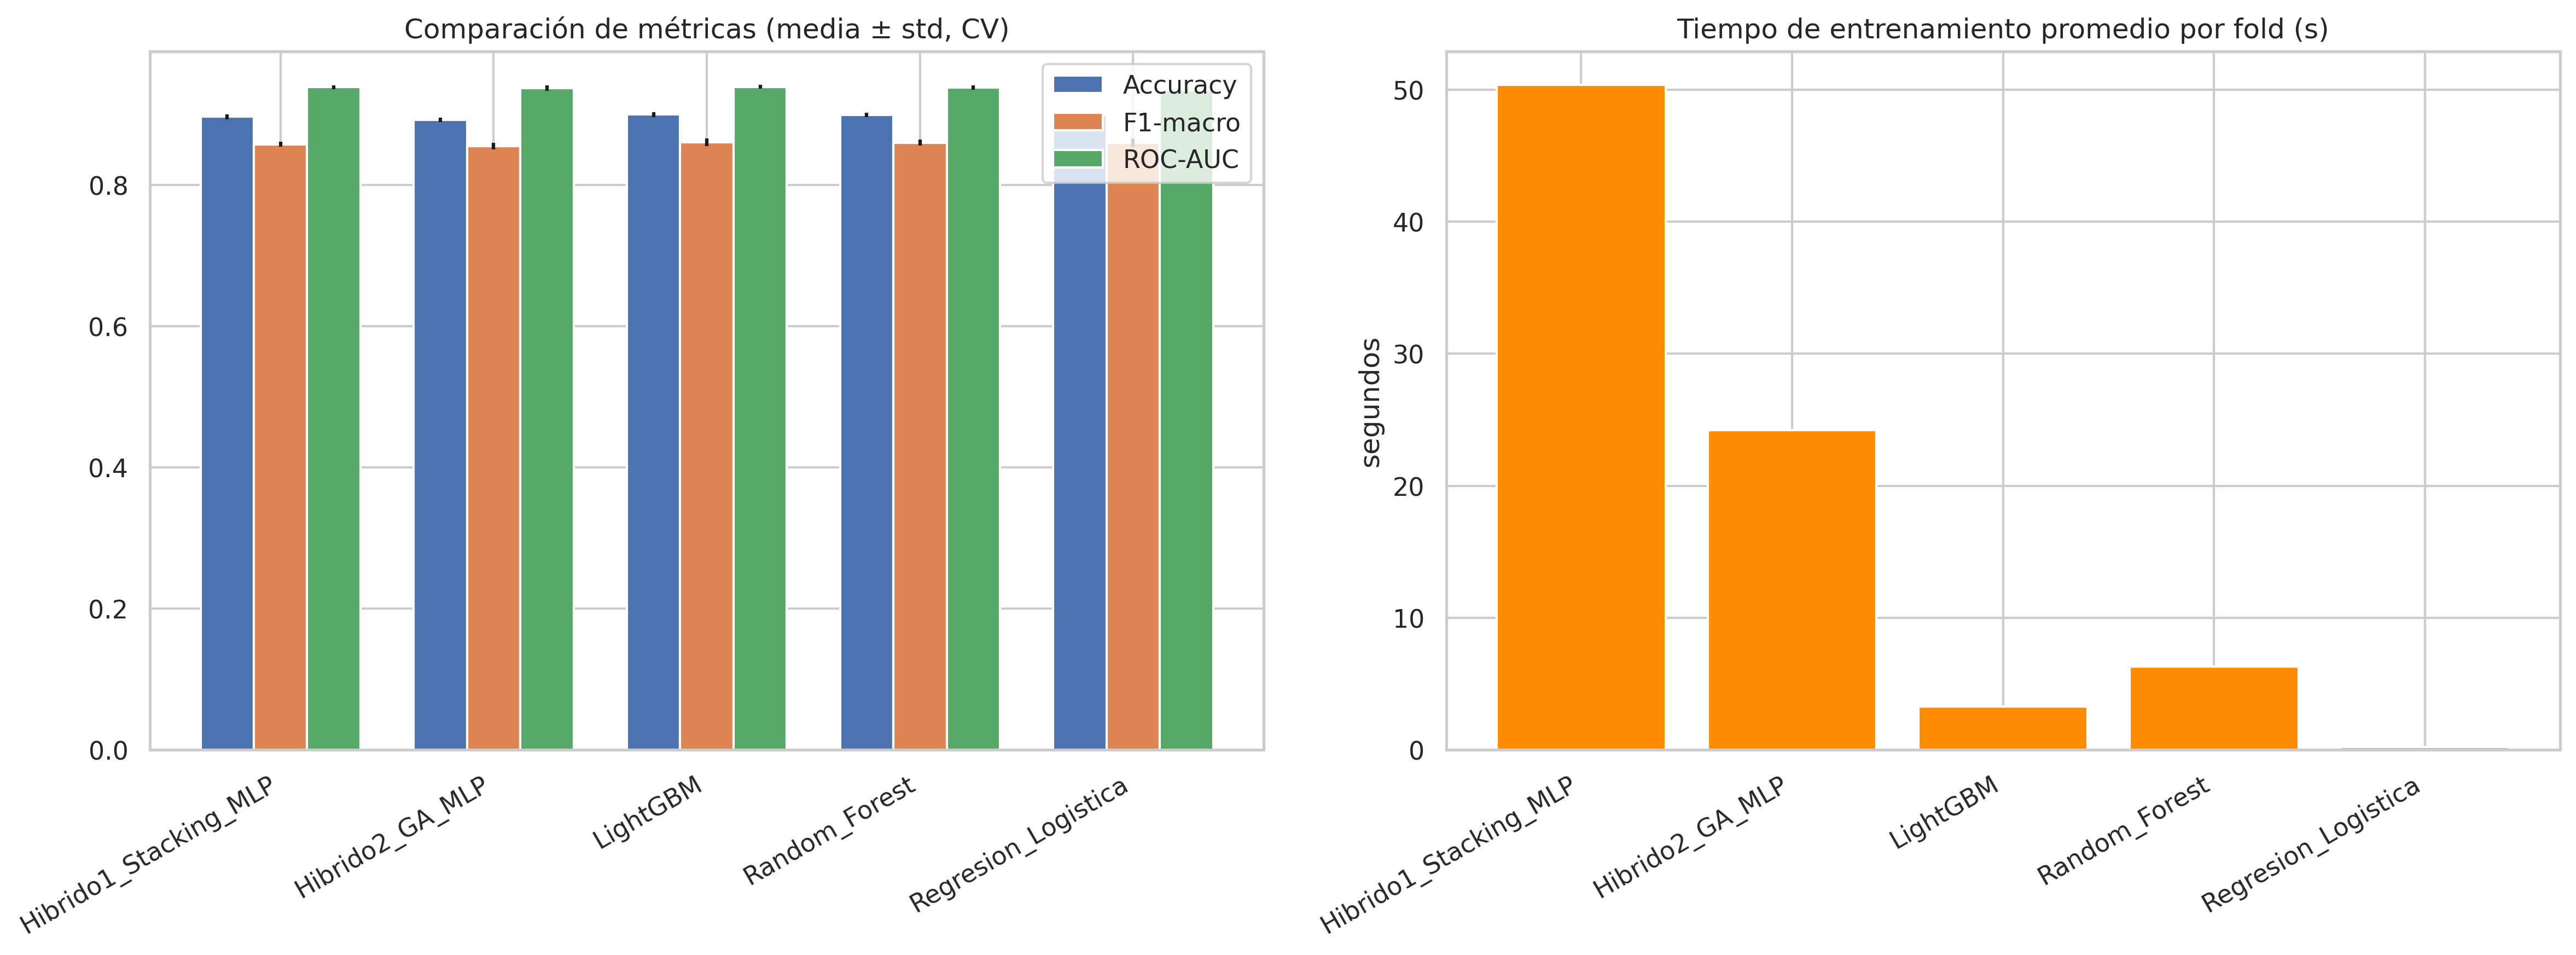 Comparación de métricas (media ± std, CV)
Accuracy
F1-macro
ROC-AUC
0.8
0.6
0.4
0.2
0.0
Hibrido1_Stacking_MLP
Hibrido2_GA_MLP
LightGBM
Random_Forest
Regresion_Logistica
Tiempo de entrenamiento promedio por fold (s)
segundos
50
40
30
20
10
0
Hibrido1_Stacking_MLP
Hibrido2_GA_MLP
LightGBM
Random_Forest
Regresion_Logistica